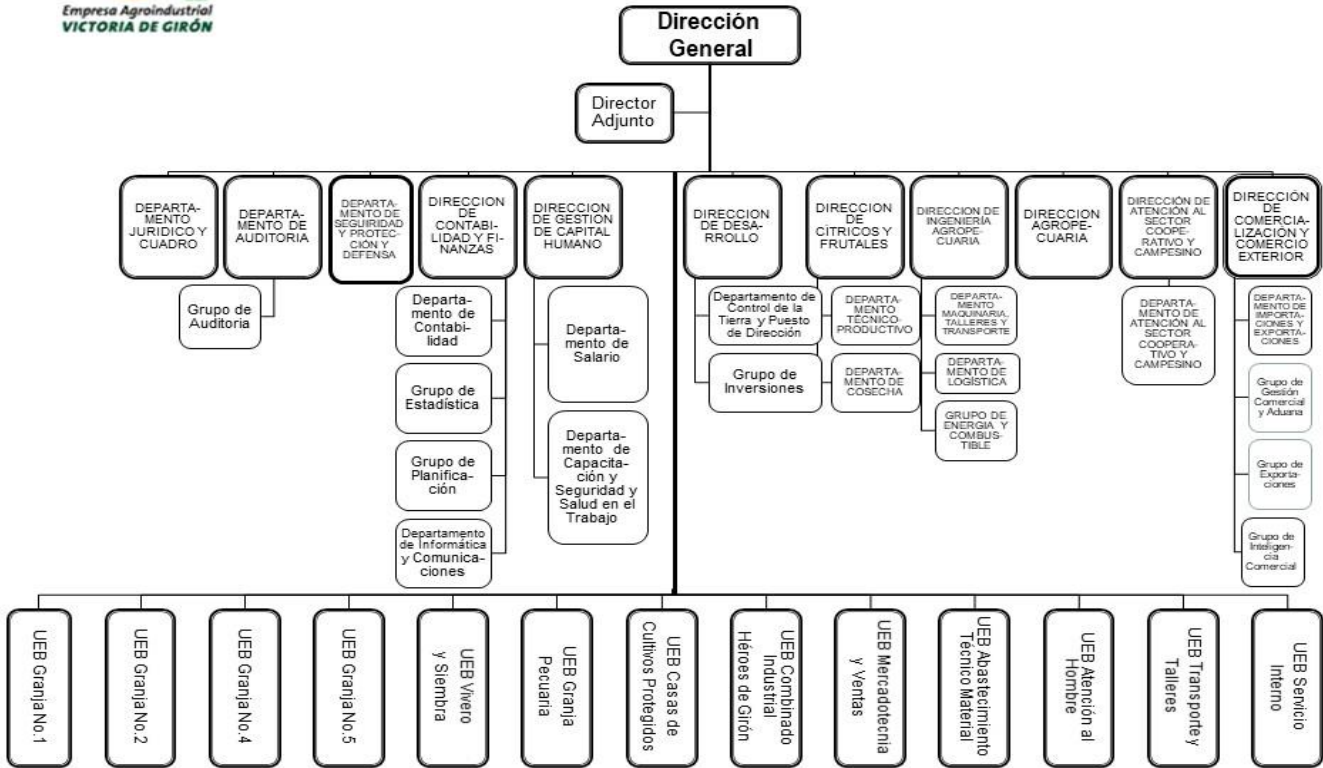 Empresa Agroindustrial
VICTORIA DE GIRÓN
Dirección
General
Director
Adjunto
DEPARTA-
MENTO
JURIDICO Y
CUADRO
DEPARTA-
MENTO DE
AUDITORIA
DEPARTA-
MENTO DE
SEGUIRIDAD
Y PROTEC-
CIÓN Y
DEFENSA
DIRECCION
DE
CONTABI-
LIDAD Y FI-
NANZAS
DIRECCION
DE GESTION
DE CAPITAL
HUMANO
DIRECCION
DE DESA-
RROLLO
DIRECCION
DE
CÍTRICOS Y
FRUTALES
DIRECCION DE
INGENIERÍA
AGROPE-
CUARIA
DIRECCION
AGROPE-
CUARIA
DIRECCIÓN DE
ATENCIÓN AL
SECTOR
COOPE-
RATIVO Y
CAMPESINO
DIRECCIÓN
DE
COMERCIA-
LIZACIÓN Y
COMERCIO
EXTERIOR
Grupo de
Auditoria
Departa-
mento de
Contabi-
lidad
Grupo de
Estadística
Grupo de
Planifica-
ción
Departamento
de Informática
y Comunica-
ciones
Departa-
mento de
Salario
Departa-
mento de
Capacita-
ción y
Seguridad y
Salud en el
Trabajo
Departamento de
Control de la
Tierra y Puesto
de Dirección
Grupo de
Inversiones
DEPARTA-
MENTO
TÉCNICO-
PRODUCTIVO
DEPARTA-
MENTO DE
COSECHA
DEPARTA-
MENTO
MAQUINARIA,
TALLERES Y
TRANSPORTE
DEPARTA-
MENTO DE
LOGÍSTICA
GRUPO DE
ENERGIA Y
COMBUS-
TIBLE
DEPARTA-
MENTO DE
ATENCIÓN AL
SECTOR
COOPERA-
TIVO Y
CAMPESINO
DEPARTA-
MENTO DE
IMPORTA-
CIONES Y
EXPORTA-
CIONES
Grupo de
Gestión
Comercial
y Aduana
Grupo de
Exporta-
ciones
Grupo de
Inteligen-
cia
Comercial
UEB Granja No.1
UEB Granja No.2
UEB Granja No.4
UEB Granja No.5
UEB Vivero
y Siembra
UEB Granja
Pecuaria
UEB Casas de
Cultivos Protegidos
UEB Combinado
Industrial
Héroes de Girón
UEB Mercadotecnia
y Ventas
UEB Abastecimiento
Técnico Material
UEB Atención al
Hombre
UEB Transporte y
Talleres
UEB Servicio
Interno